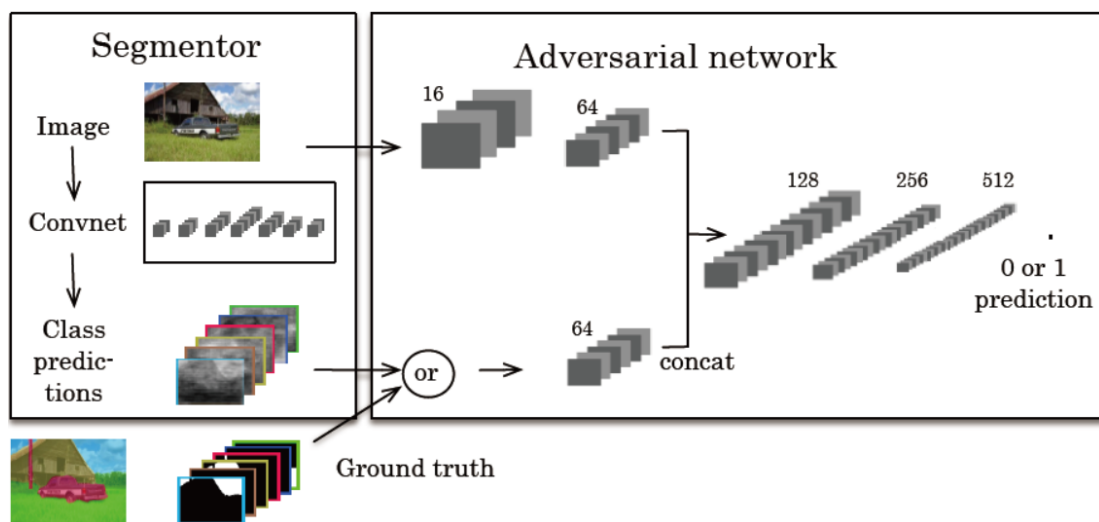 Segmentor
Image
Convnet
Class
predic-
tions
Adversarial network
16
64
128
256
512
64
concat
or
0 or 1
prediction
Ground truth